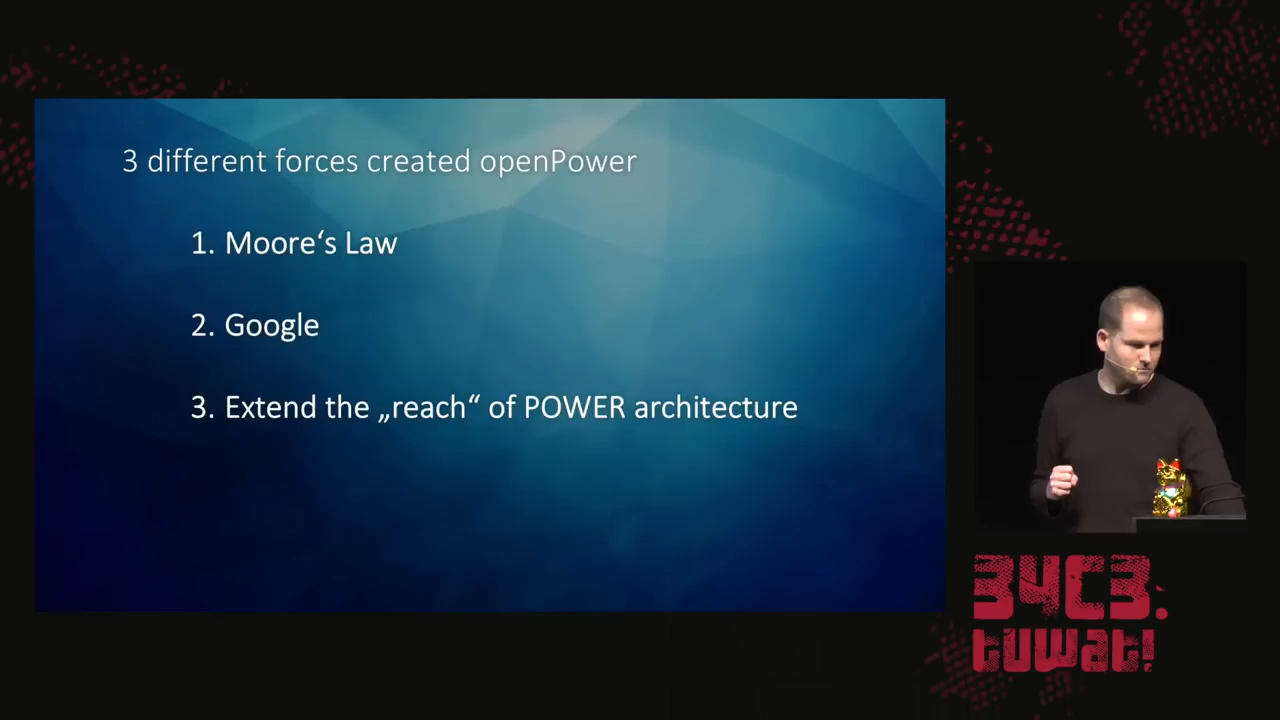 3 different forces created openPower
1. Moore‘s Law
2. Google
3. Extend the „reach“ of POWER architecture
34C3.
tuwat!